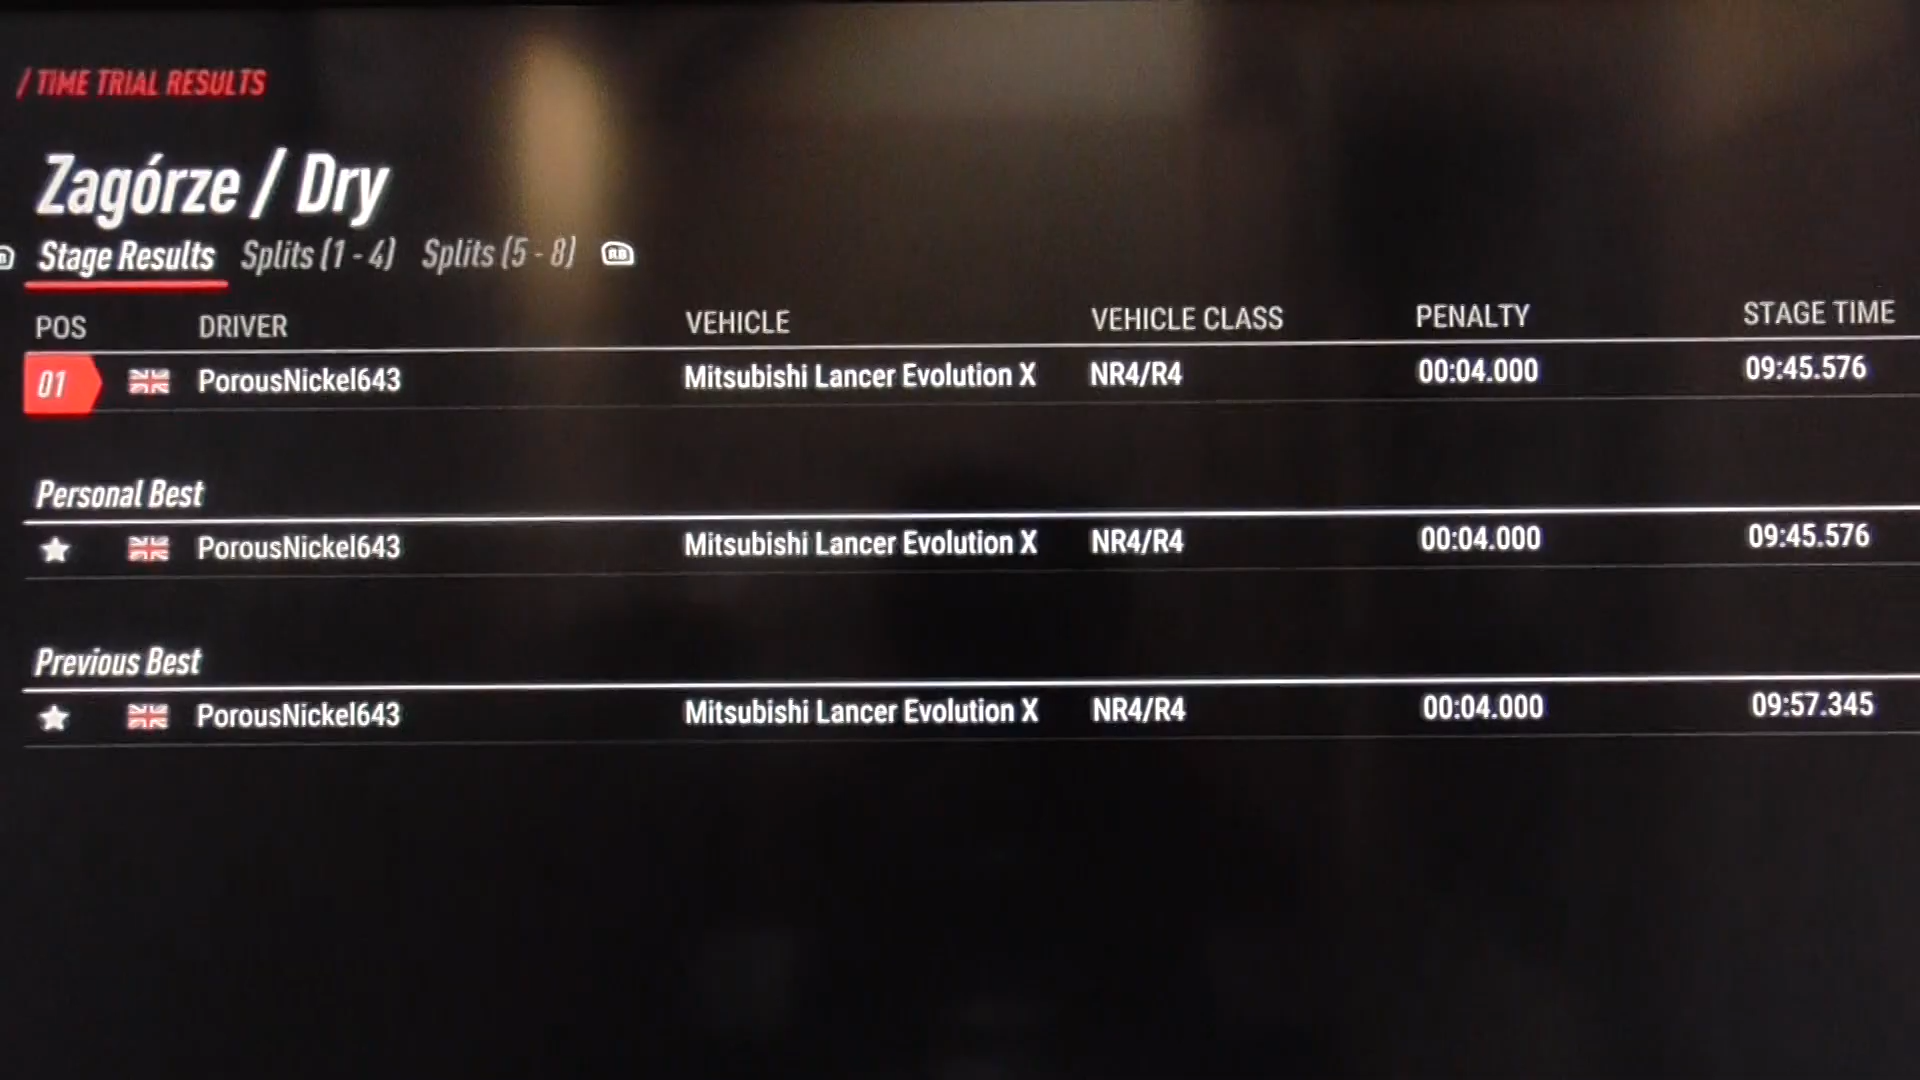 / TIME TRIAL RESULTS
Zagórze / Dry
Stage Results Splits (1 - 4) Splits (5 - 8) RB
POS DRIVER VEHICLE VEHICLE CLASS PENALTY STAGE TIME
01 PorousNickel643 Mitsubishi Lancer Evolution X NR4/R4 00:04.000 09:45.576
Personal Best
PorousNickel643 Mitsubishi Lancer Evolution X NR4/R4 00:04.000 09:45.576
Previous Best
PorousNickel643 Mitsubishi Lancer Evolution X NR4/R4 00:04.000 09:57.345